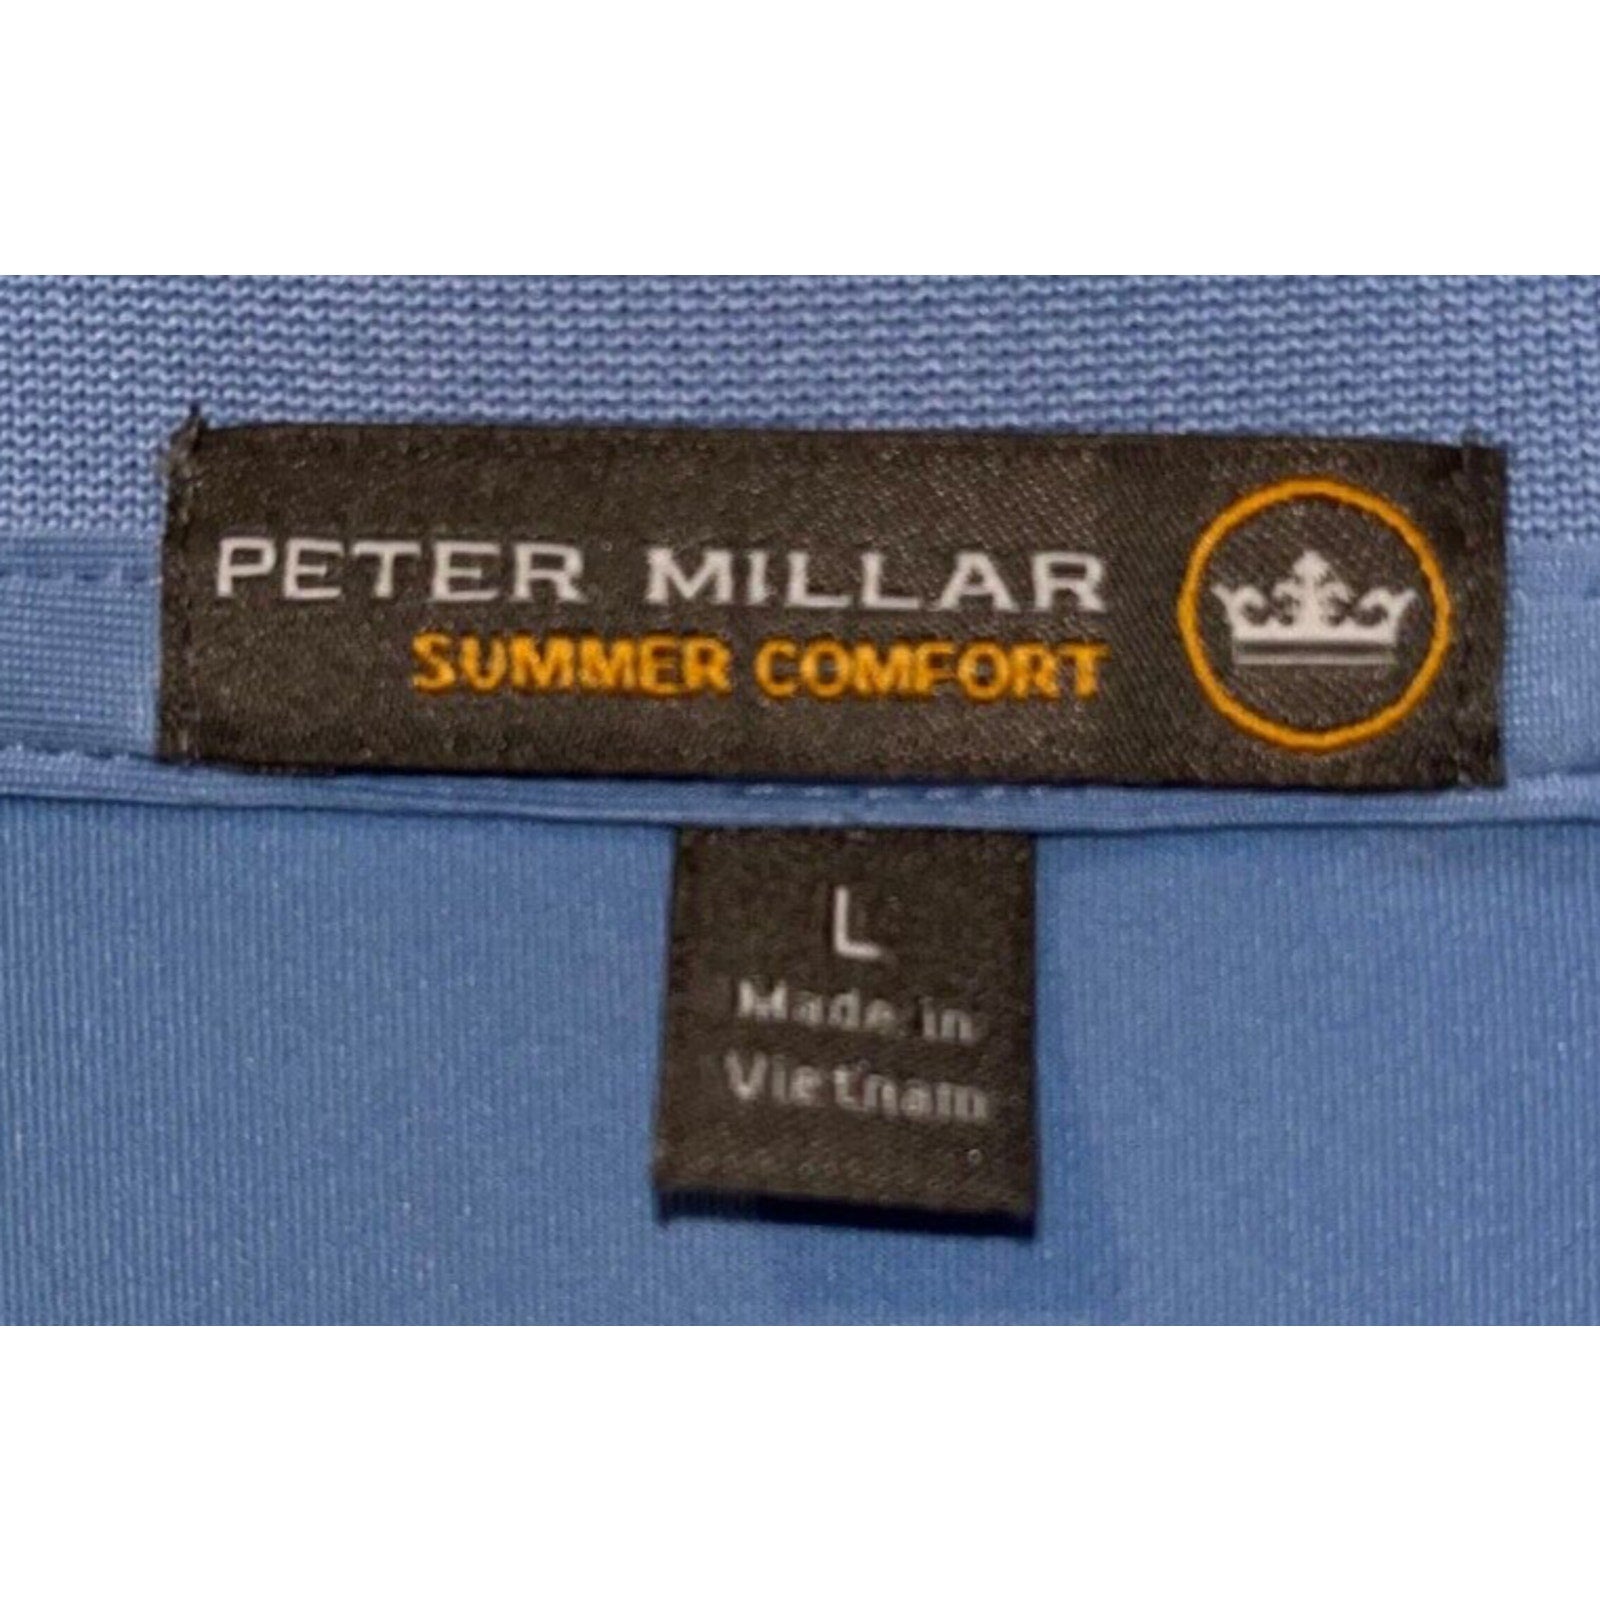 PETER MILLAR
SUMMER COMFORT
L
Made in
Vietnam